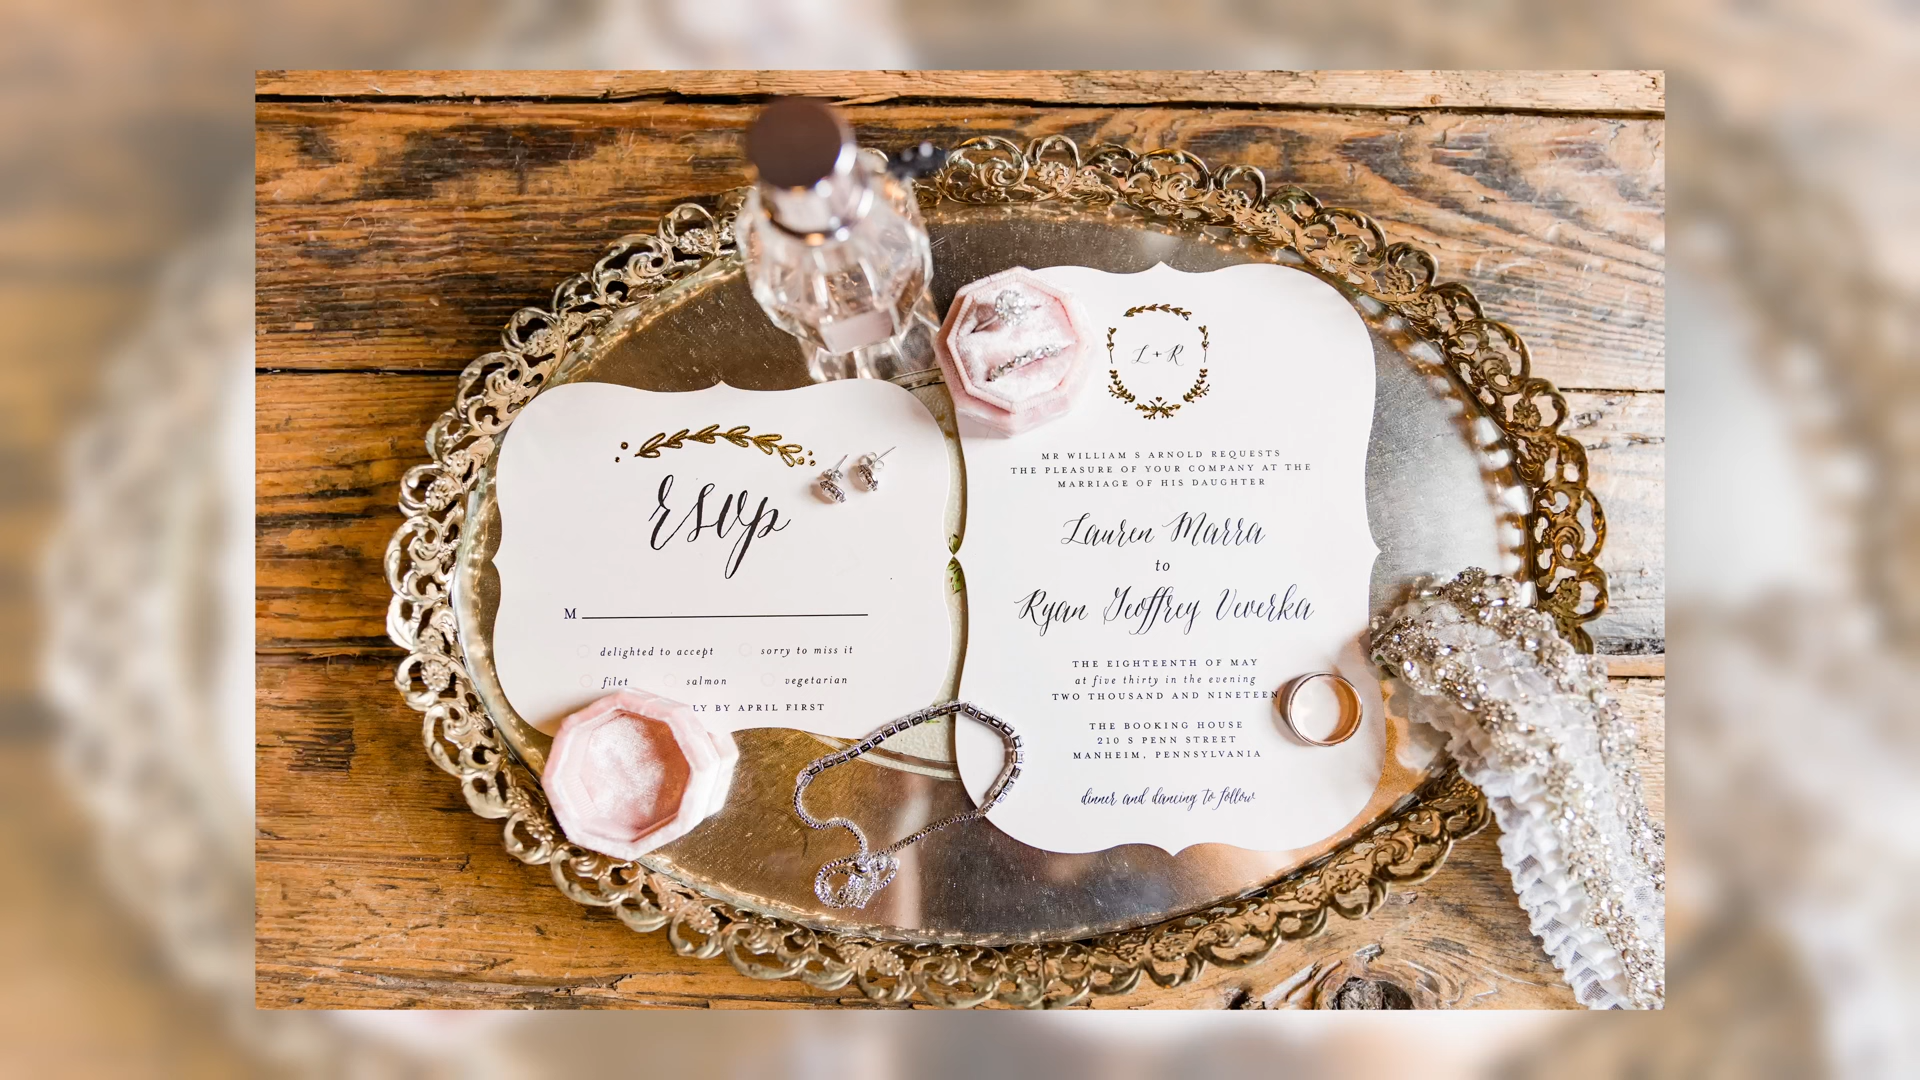 RSVP
M
delighted to accept sorry to miss it
filet salmon vegetarian
BY APRIL FIRST
L + R
MR WILLIAM S ARNOLD REQUESTS
THE PLEASURE OF YOUR COMPANY AT THE
MARRIAGE OF HIS DAUGHTER
Lauren Marra
to
Ryan Geoffrey Veverka
THE EIGHTEENTH OF MAY
at five thirty in the evening
TWO THOUSAND AND NINETEEN
THE BOOKING HOUSE
210 S PENN STREET
MANHEIM, PENNSYLVANIA
dinner and dancing to follow